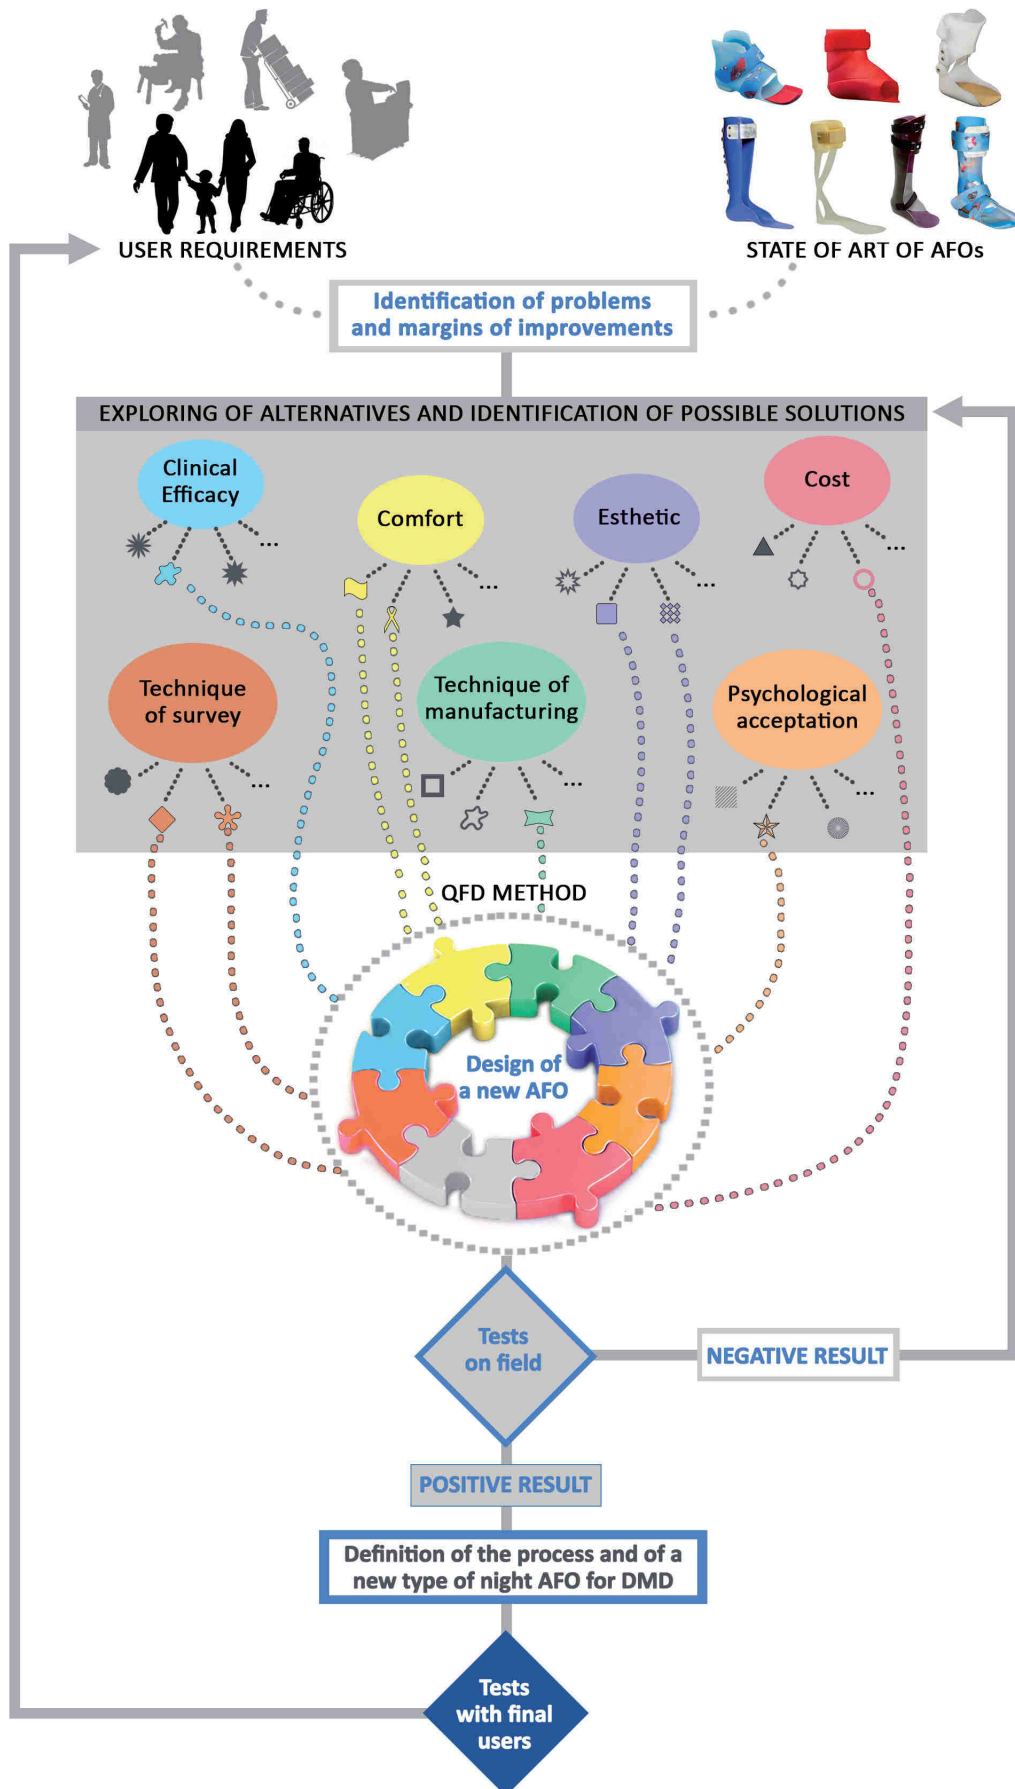 USER REQUIREMENTS
STATE OF ART OF AFOs
Identification of problems
and margins of improvements
EXPLORING OF ALTERNATIVES AND IDENTIFICATION OF POSSIBLE SOLUTIONS
Clinical
Efficacy
...
Comfort
...
Esthetic
...
Cost
...
Technique
of survey
...
Technique of
manufacturing
...
Psychological
acceptation
...
QFD METHOD
Design of
a new AFO
Tests
on field
NEGATIVE RESULT
POSITIVE RESULT
Definition of the process and of a
new type of night AFO for DMD
Tests
with final
users